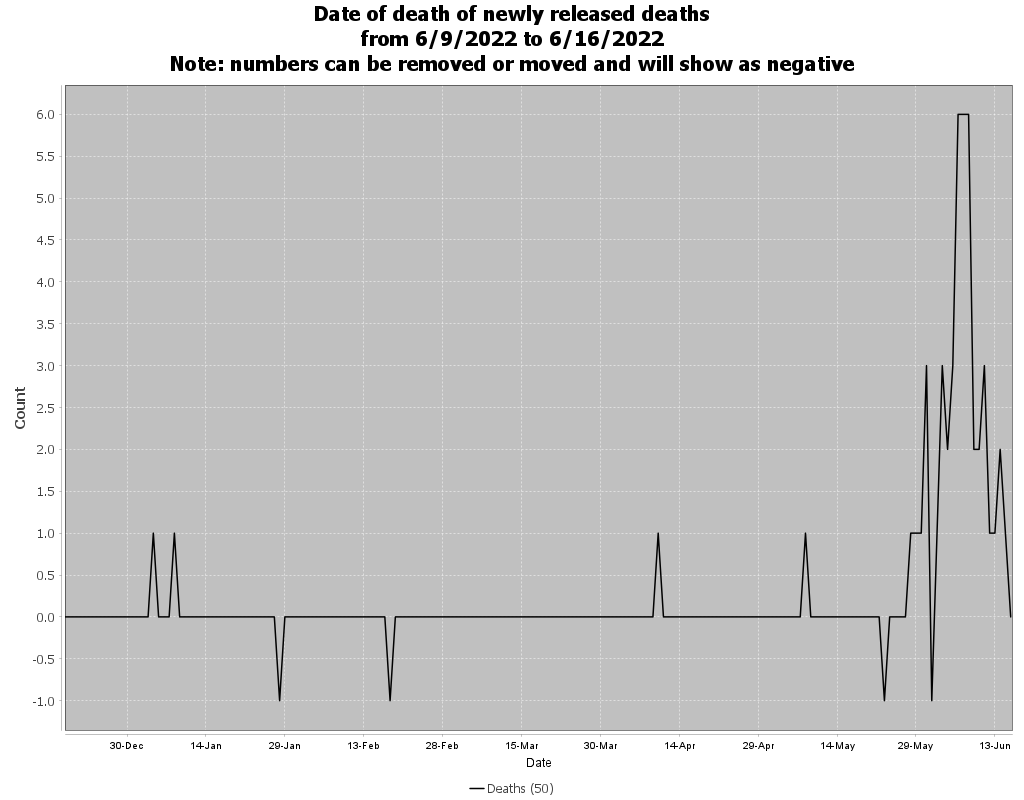 Date of death of newly released deaths
from 6/9/2022 to 6/16/2022
Note: numbers can be removed or moved and will show as negative
6.0
5.5
5.0
4.5
4.0
3.5
3.0
2.5
2.0
1.5
1.0
0.5
0.0
-0.5
-1.0
Count
30-Dec 14-Jan 29-Jan 13-Feb 28-Feb 15-Mar 30-Mar 14-Apr 29-Apr 14-May 29-May 13-Jun
Date
Deaths (50)